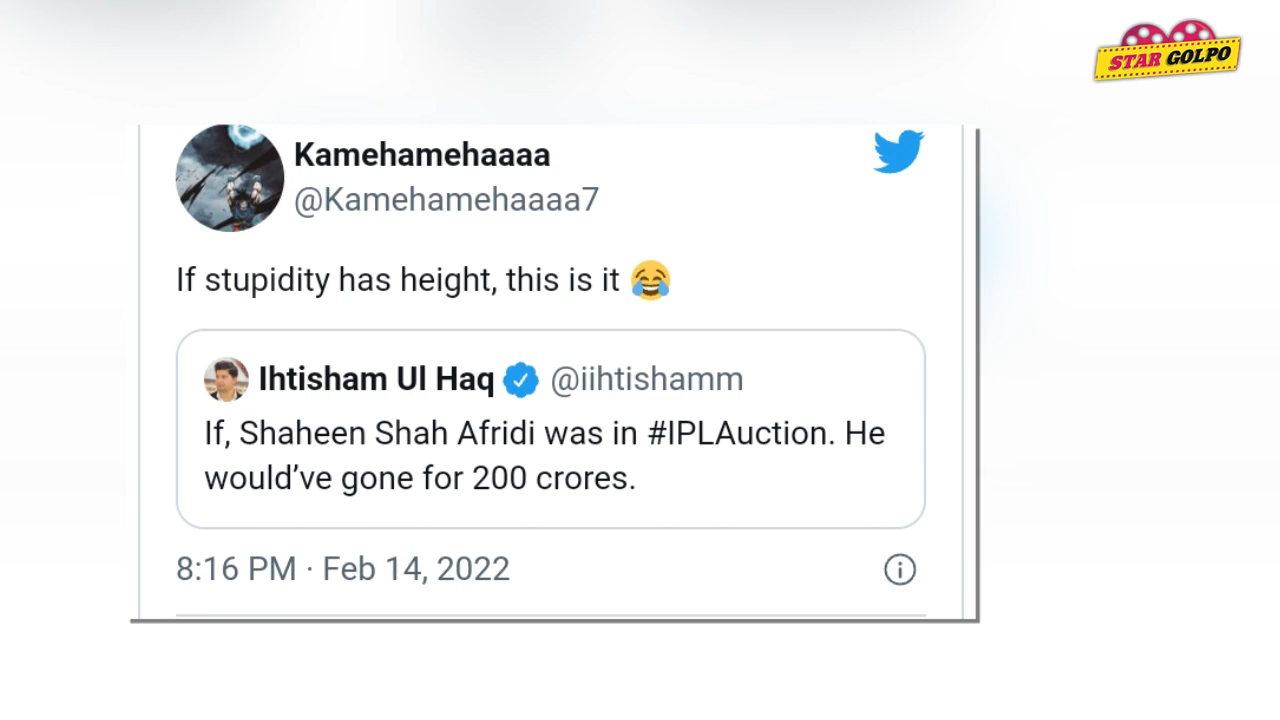 STAR GOLPO
Kamehamehaaaa
@Kamehamehaaaa7
If stupidity has height, this is it 😂
Ihtisham Ul Haq @iihtishamm
If, Shaheen Shah Afridi was in #IPLAuction. He
would’ve gone for 200 crores.
8:16 PM · Feb 14, 2022